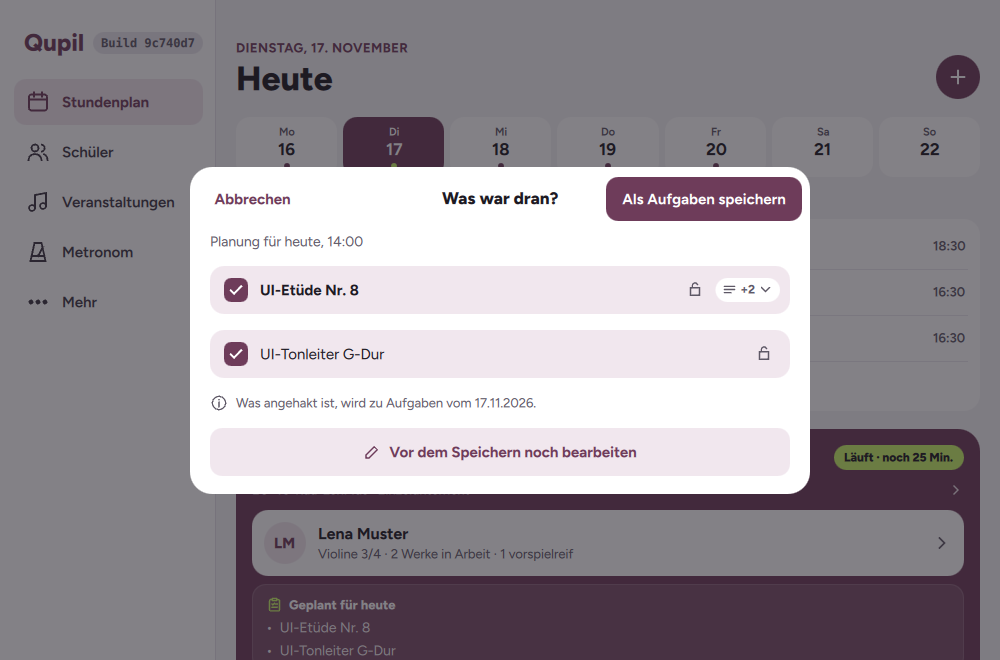 Qupil
Build 9c740d7
Stundenplan
Schüler
Veranstaltungen
Metronom
Mehr
DIENSTAG, 17. NOVEMBER
Heute
Mo
16
Di
17
Mi
18
Do
19
Fr
20
Sa
21
So
22
Abbrechen
Was war dran?
Als Aufgaben speichern
Planung für heute, 14:00
UI-Etüde Nr. 8
+2
UI-Tonleiter G-Dur
Was angehakt ist, wird zu Aufgaben vom 17.11.2026.
Vor dem Speichern noch bearbeiten
18:30
16:30
16:30
Läuft · noch 25 Min.
LM
Lena Muster
Violine 3/4 · 2 Werke in Arbeit · 1 vorspielreif
Geplant für heute
• UI-Etüde Nr. 8
• UI-Tonleiter G-Dur